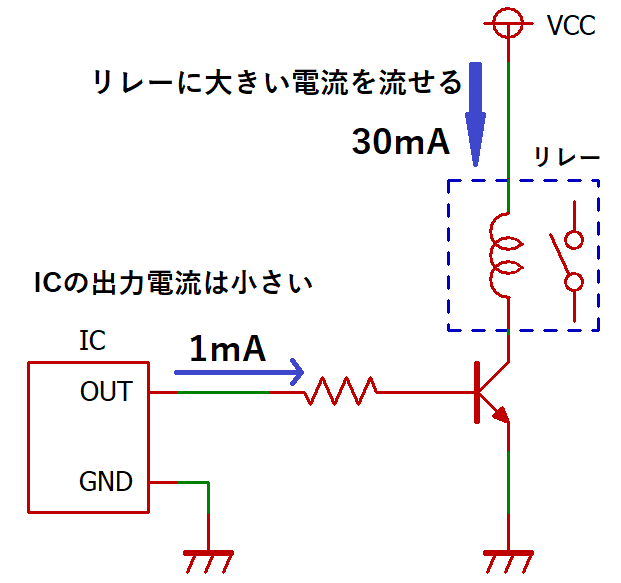 VCC
リレーに大きい電流を流せる
30mA
リレー
ICの出力電流は小さい
IC
1mA
OUT
GND